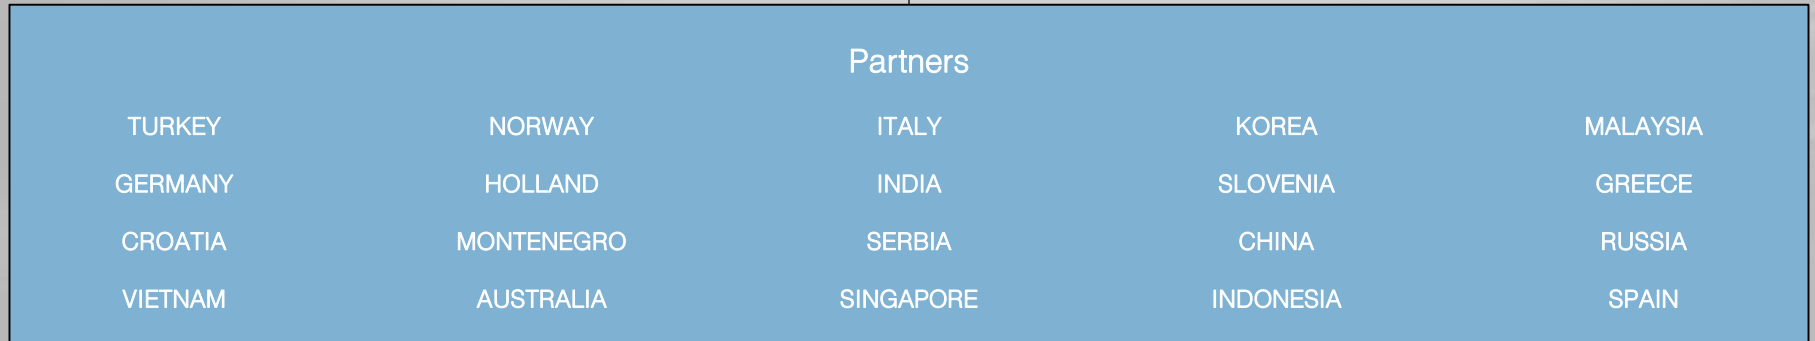 Partners
TURKEY NORWAY ITALY KOREA MALAYSIA
GERMANY HOLLAND INDIA SLOVENIA GREECE
CROATIA MONTENEGRO SERBIA CHINA RUSSIA
VIETNAM AUSTRALIA SINGAPORE INDONESIA SPAIN